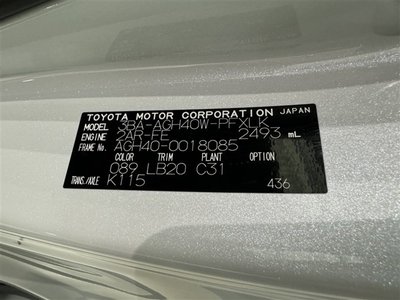 TOYOTA MOTOR CORPORATION JAPAN
MODEL 3BA-AGH40W-PFXLK
ENGINE 2AR-FE 2493 mL
FRAME No. AGH40-0018085
COLOR TRIM PLANT OPTION
089 LB20 C31
TRANS./AXLE K115 436